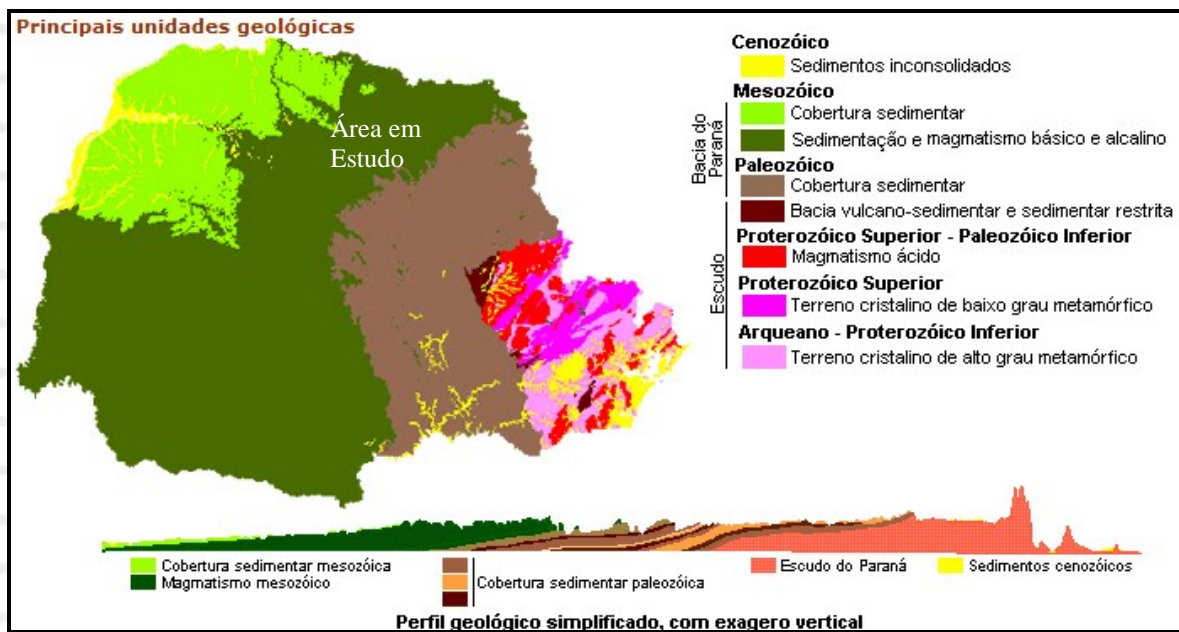 Principais unidades geológicas
Área em
Estudo
Cenozóico
Sedimentos inconsolidados
Mesozóico
Cobertura sedimentar
Sedimentação e magmatismo básico e alcalino
Paleozóico
Cobertura sedimentar
Bacia vulcano-sedimentar e sedimentar restrita
Proterozóico Superior - Paleozóico Inferior
Magmatismo ácido
Proterozóico Superior
Terreno cristalino de baixo grau metamórfico
Arqueano - Proterozóico Inferior
Terreno cristalino de alto grau metamórfico
Bacia do
Paraná
Escudo
Cobertura sedimentar mesozóica
Magmatismo mesozóico
Cobertura sedimentar paleozóica
Escudo do Paraná
Sedimentos cenozóicos
Perfil geológico simplificado, com exagero vertical